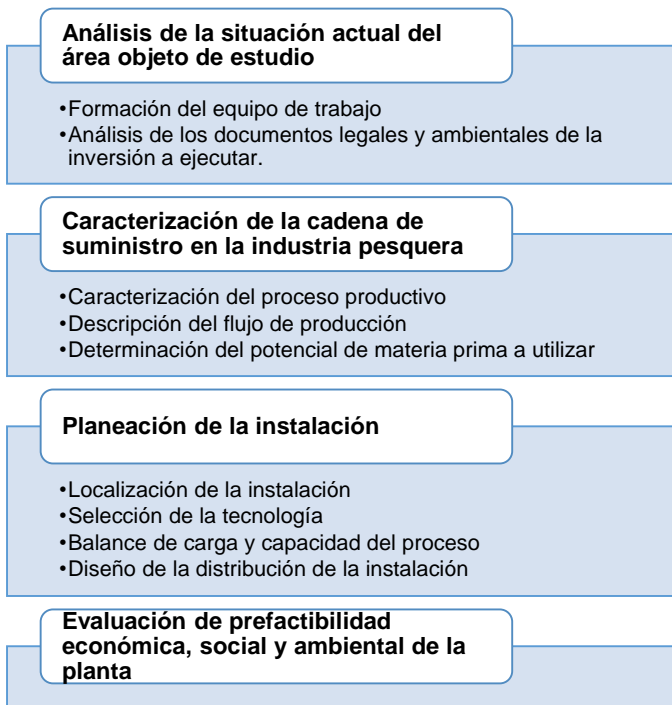 Análisis de la situación actual del
área objeto de estudio
•Formación del equipo de trabajo
•Análisis de los documentos legales y ambientales de la
inversión a ejecutar.
Caracterización de la cadena de
suministro en la industria pesquera
•Caracterización del proceso productivo
•Descripción del flujo de producción
•Determinación del potencial de materia prima a utilizar
Planeación de la instalación
•Localización de la instalación
•Selección de la tecnología
•Balance de carga y capacidad del proceso
•Diseño de la distribución de la instalación
Evaluación de prefactibilidad
económica, social y ambiental de la
planta